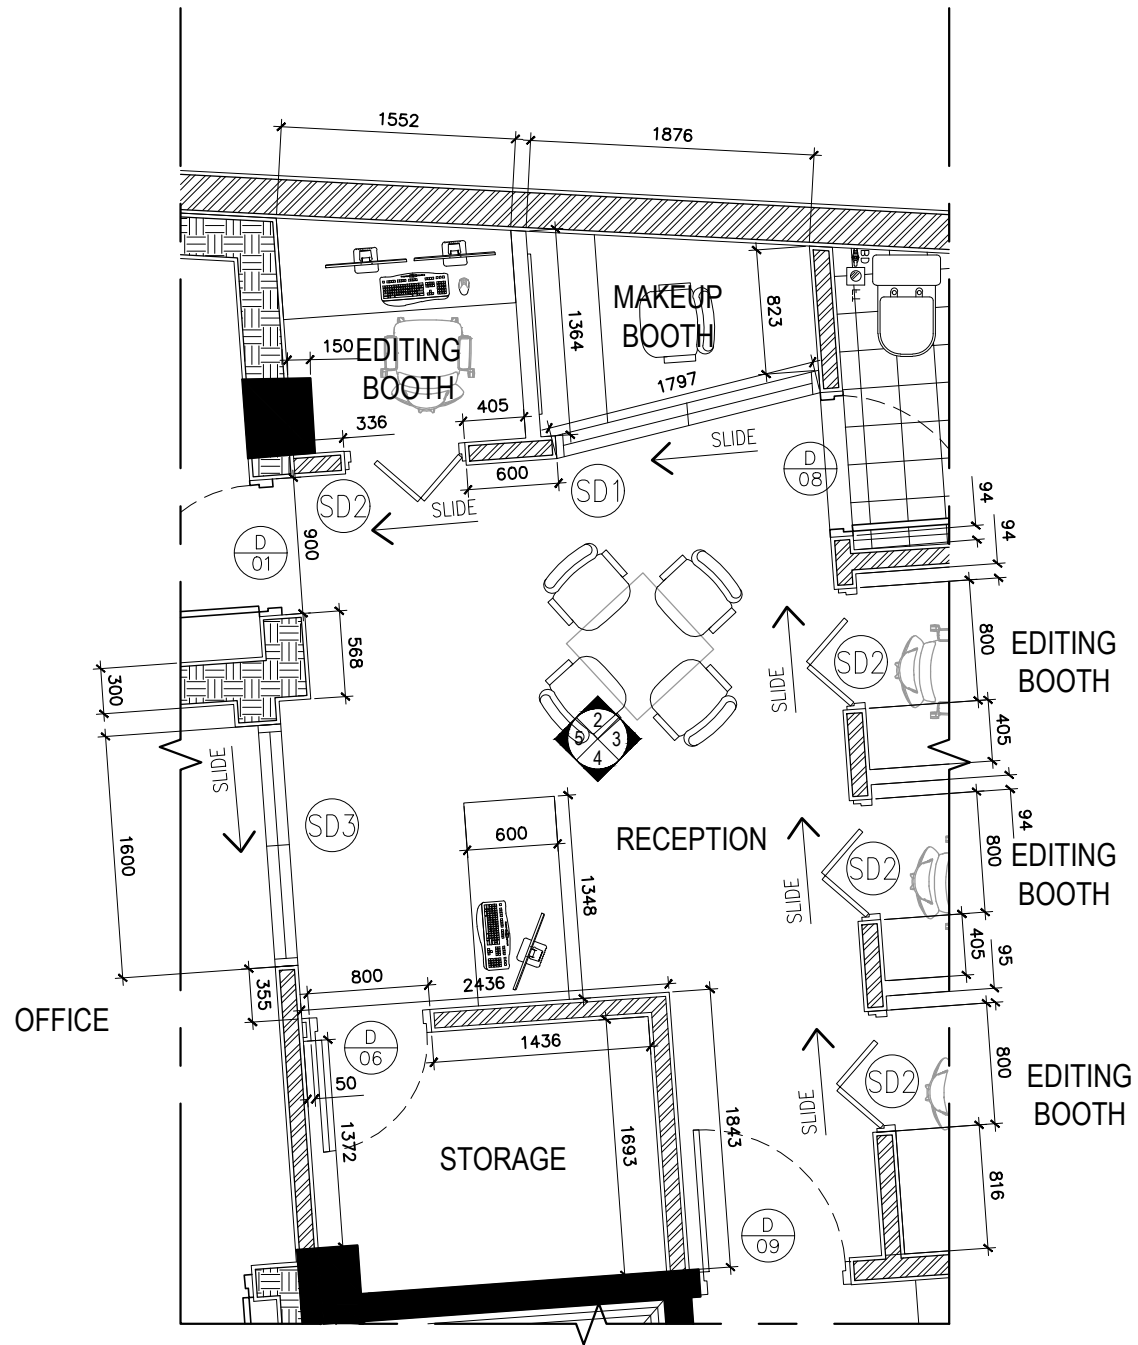 1552
1876
BD
FT
MAKEUP
BOOTH
823
1364
150
EDITING
BOOTH
1797
405
336
SLIDE
D
08
600
SD1
SD2
SLIDE
94
94
D
01
900
568
300
SLIDE
800
SD2
EDITING
BOOTH
405
2
5
3
4
SLIDE
SD3
1600
600
RECEPTION
94
800
SD2
EDITING
BOOTH
SLIDE
1348
405
95
800
2436
355
OFFICE
D
06
1436
50
1372
STORAGE
1693
1843
800
SD2
EDITING
BOOTH
SLIDE
816
D
09